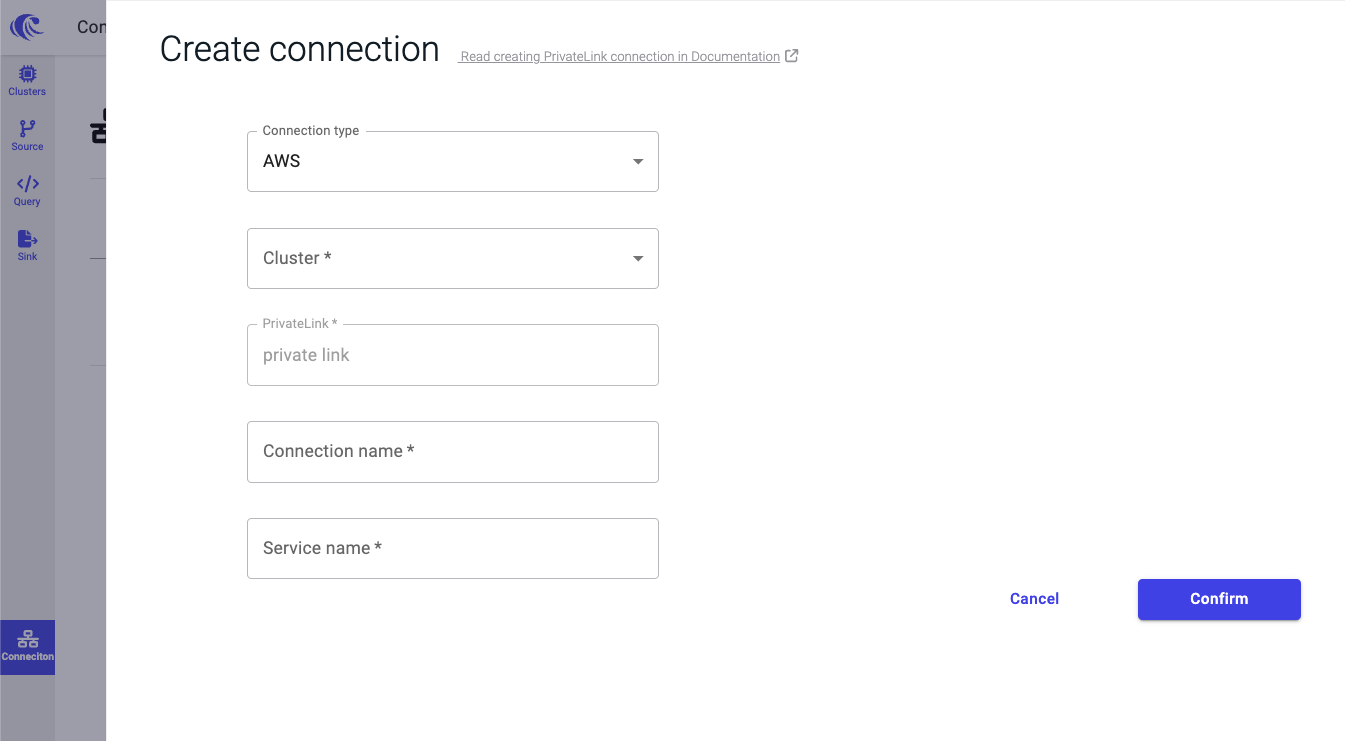 Con
Create connection
Read creating PrivateLink connection in Documentation
Clusters
Source
Query
Sink
Conneciton
Connection type
AWS
Cluster *
PrivateLink *
private link
Connection name *
Service name *
Cancel
Confirm